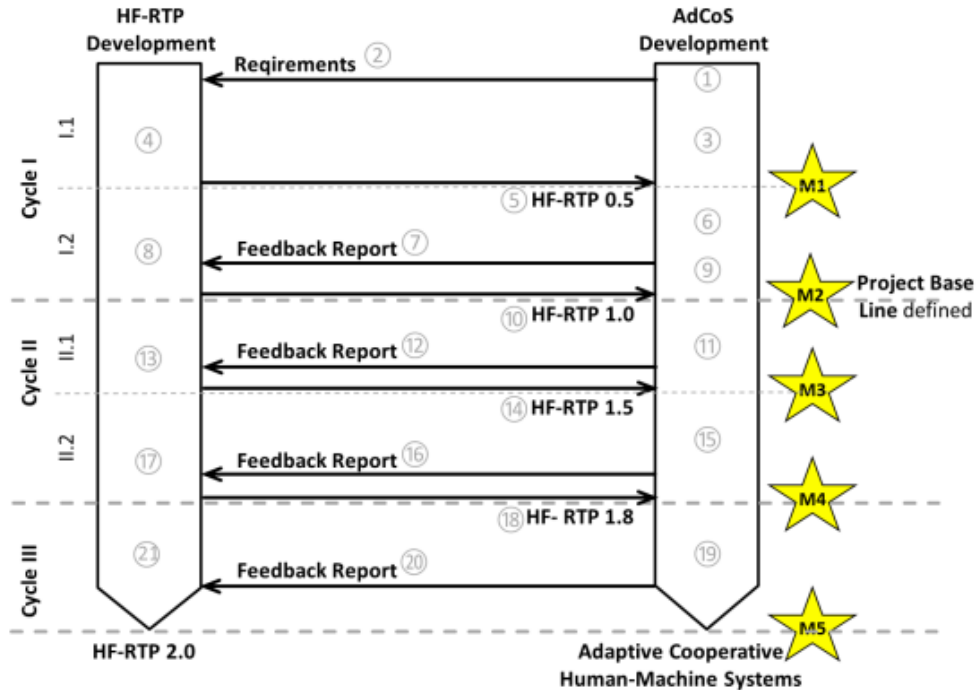 HF-RTP
Development
AdCoS
Development
Reqirements ②
①
I.1
④
③
Cycle I
M1
⑤ HF-RTP 0.5
⑥
I.2
⑧
Feedback Report ⑦
⑨
M2
Project Base
Line defined
⑩ HF-RTP 1.0
II.1
⑬
Feedback Report ⑫
⑪
Cycle II
M3
⑭ HF-RTP 1.5
⑮
II.2
⑰
Feedback Report ⑯
M4
⑱ HF- RTP 1.8
Cycle III
㉑
⑲
Feedback Report ⑳
M5
HF-RTP 2.0
Adaptive Cooperative
Human-Machine Systems